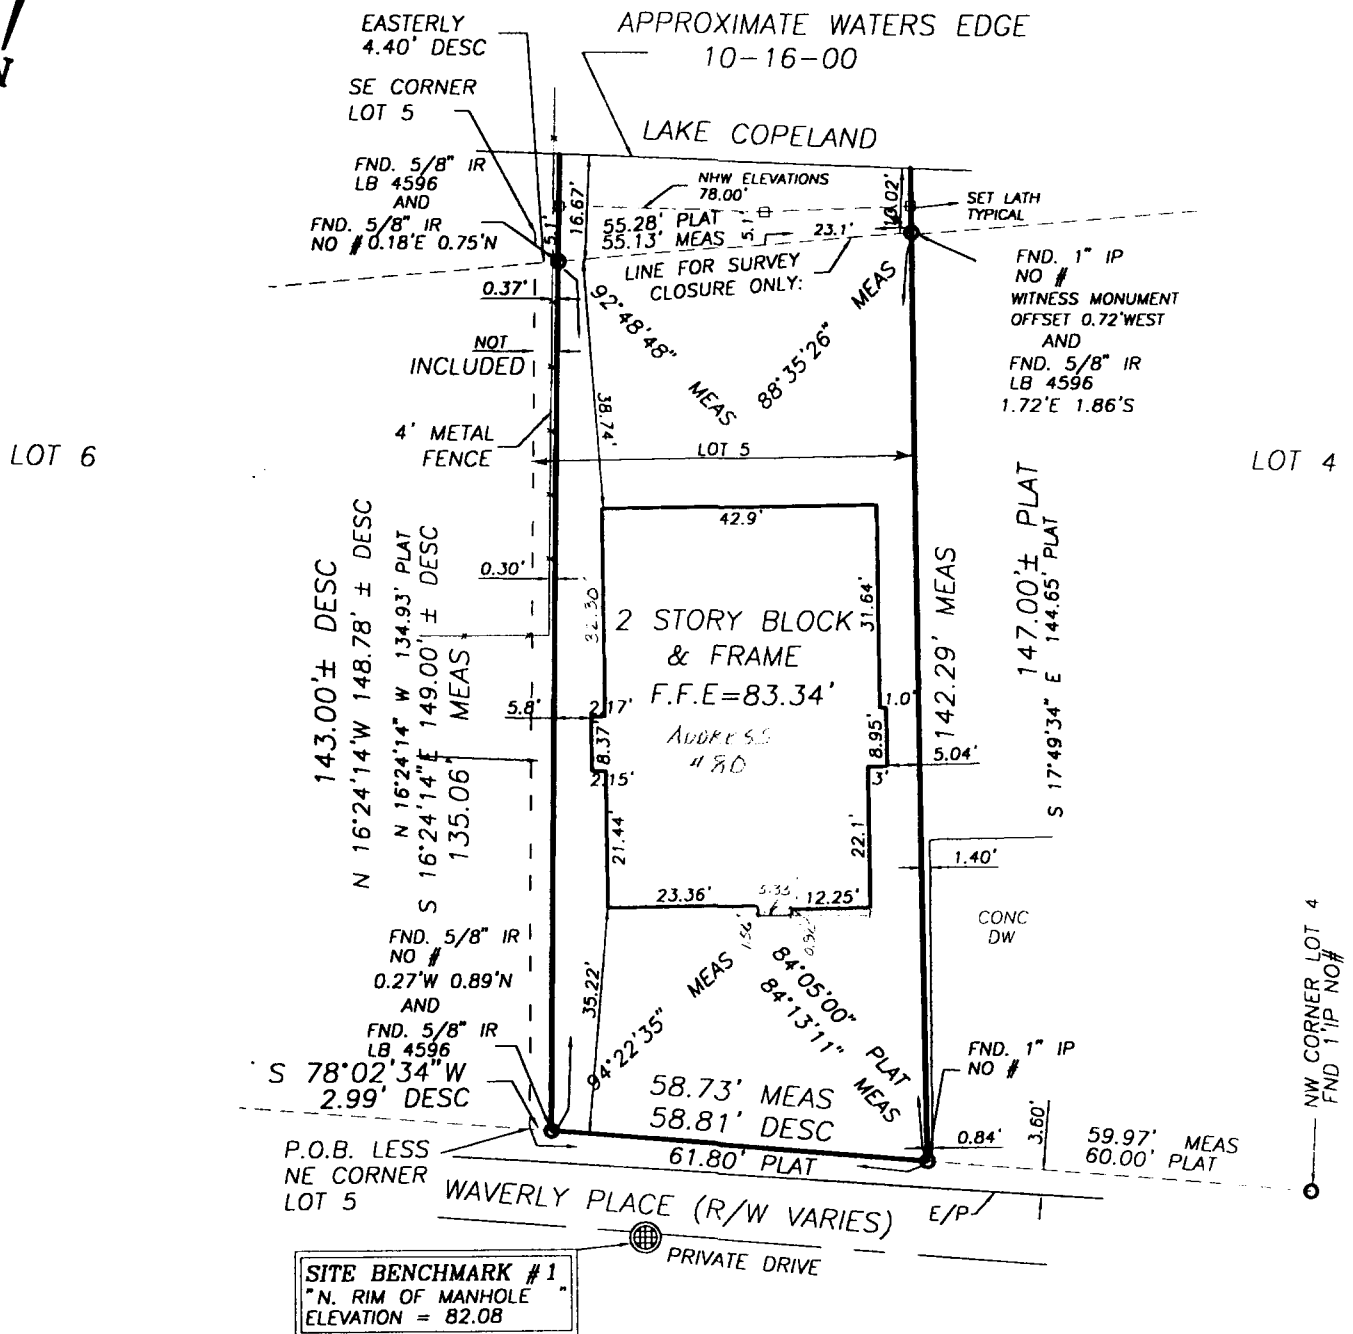 N
EASTERLY
4.40' DESC
APPROXIMATE WATERS EDGE
10-16-00
SE CORNER
LOT 5
LAKE COPELAND
FND. 5/8" IR
LB 4596
AND
FND. 5/8" IR
NO # 0.18'E 0.75'N
5.1'
16.67'
NHW ELEVATIONS
78.00'
55.28' PLAT
55.13' MEAS
5.1'
23.1'
SET LATH
TYPICAL
LINE FOR SURVEY
CLOSURE ONLY:
FND. 1" IP
NO #
WITNESS MONUMENT
OFFSET 0.72'WEST
AND
FND. 5/8" IR
LB 4596
1.72'E 1.86'S
0.37'
NOT
INCLUDED
92°48'48" MEAS
88°35'26" MEAS
38.74'
4' METAL
FENCE
LOT 6
LOT 5
LOT 4
42.9'
143.00'± DESC
N 16°24'14"W 148.78' ± DESC
N 16°24'14" W 134.93' PLAT
S 16°24'14"E 149.00' ± DESC
135.06' MEAS
0.30'
32.30'
31.64'
2 STORY BLOCK
& FRAME
F.F.E=83.34'
ADDRESS
#80
142.29' MEAS
147.00'± PLAT
S 17°49'34" E 144.65' PLAT
5.8'
2.17'
8.37'
2.15'
1.0'
8.95'
5.04'
3'
21.44'
22.1'
1.40'
23.36'
12.25'
CONC
DW
FND. 5/8" IR
NO #
0.27'W 0.89'N
AND
FND. 5/8" IR
LB 4596
35.22'
94°22'35" MEAS
84°05'00" PLAT
84°13'11" MEAS
FND. 1" IP
NO #
NW CORNER LOT 4
FND 1"IP NO#
S 78°02'34"W
2.99' DESC
58.73' MEAS
58.81' DESC
61.80' PLAT
0.84'
3.60'
59.97' MEAS
60.00' PLAT
P.O.B. LESS
NE CORNER
LOT 5
WAVERLY PLACE (R/W VARIES)
E/P
PRIVATE DRIVE
SITE BENCHMARK #1
"N. RIM OF MANHOLE "
ELEVATION = 82.08